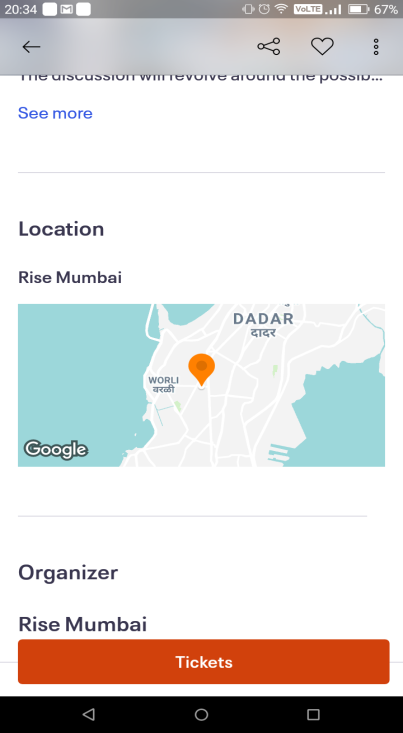 20:34 VoLTE 67%
The discussion will revolve around the possib...
See more
Location
Rise Mumbai
DADAR
दादर
WORLI
वरळी
Google
Organizer
Rise Mumbai
Tickets